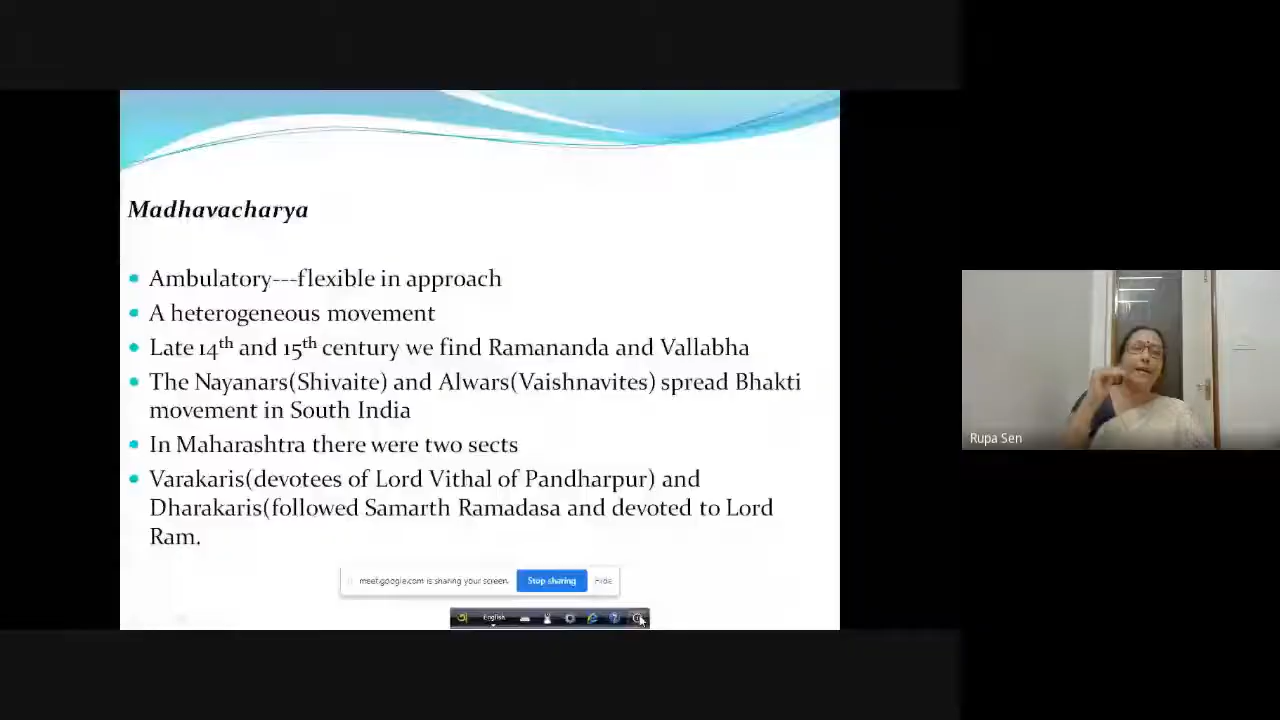 Madhavacharya
Ambulatory---flexible in approach
A heterogeneous movement
Late 14th and 15th century we find Ramananda and Vallabha
The Nayanars(Shivaite) and Alwars(Vaishnavites) spread Bhakti
movement in South India
In Maharashtra there were two sects
Varakaris(devotees of Lord Vithal of Pandharpur) and
Dharakaris(followed Samarth Ramadasa and devoted to Lord
Ram.
meet.google.com is sharing your screen. Stop sharing Hide
English
Rupa Sen